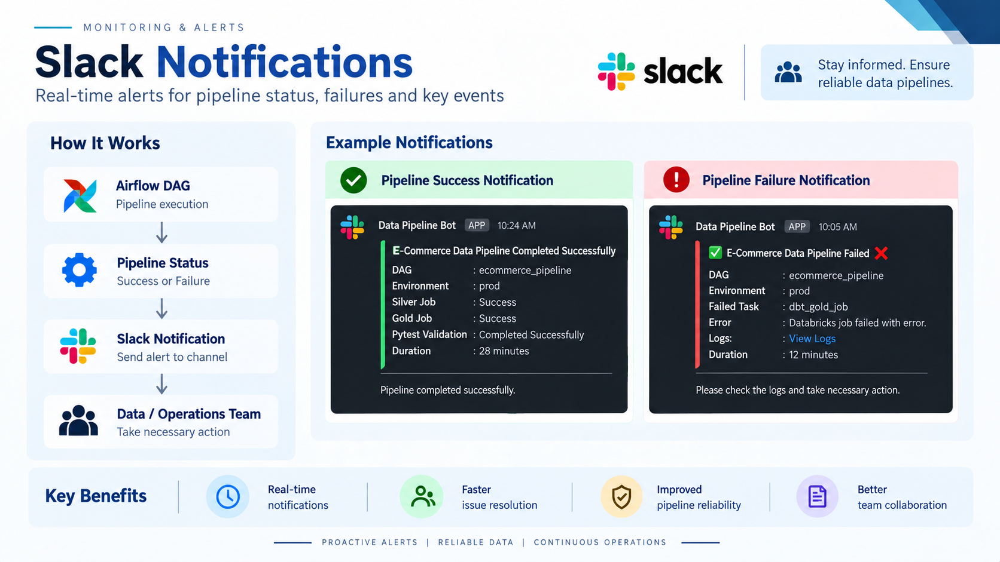 MONITORING & ALERTS
Slack Notifications
Real-time alerts for pipeline status, failures and key events
slack
Stay informed. Ensure
reliable data pipelines.
How It Works
Airflow DAG
Pipeline execution
Pipeline Status
Success or Failure
Slack Notification
Send alert to channel
Data / Operations Team
Take necessary action
Example Notifications
Pipeline Success Notification
Data Pipeline Bot APP 10:24 AM
E-Commerce Data Pipeline Completed Successfully
DAG : ecommerce_pipeline
Environment : prod
Silver Job : Success
Gold Job : Success
Pytest Validation : Completed Successfully
Duration : 28 minutes
Pipeline completed successfully.
Pipeline Failure Notification
Data Pipeline Bot APP 10:05 AM
✅ E-Commerce Data Pipeline Failed ❌
DAG : ecommerce_pipeline
Environment : prod
Failed Task : dbt_gold_job
Error : Databricks job failed with error.
Logs: : View Logs
Duration : 12 minutes
Please check the logs and take necessary action.
Key Benefits
Real-time
notifications
Faster
issue resolution
Improved
pipeline reliability
Better
team collaboration
PROACTIVE ALERTS | RELIABLE DATA | CONTINUOUS OPERATIONS